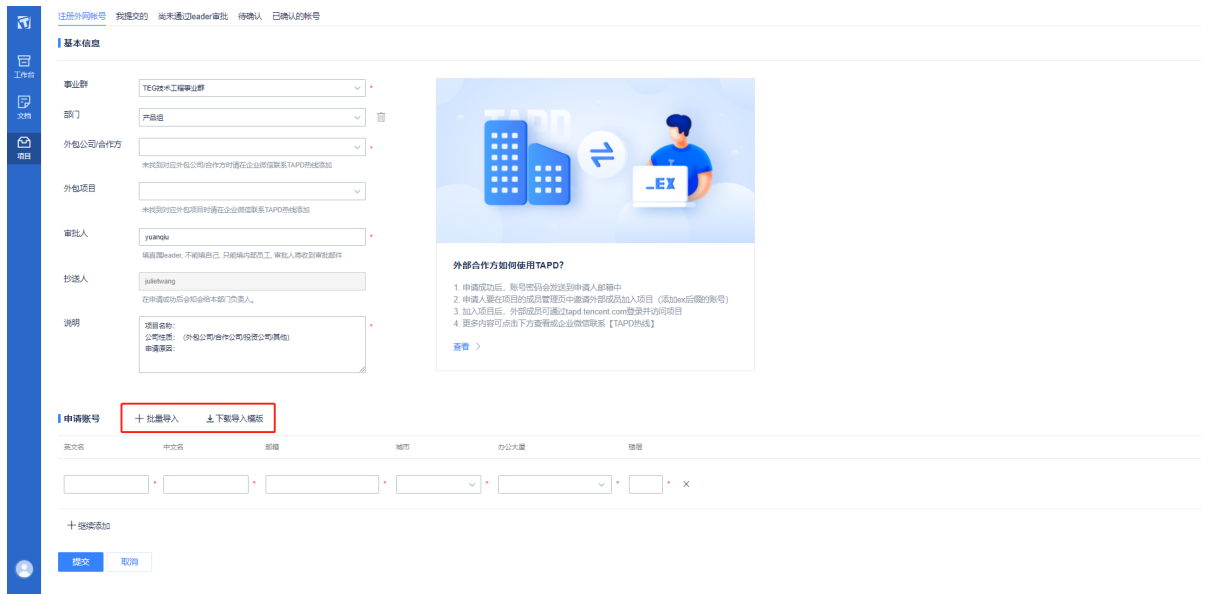 注册外网帐号 我提交的 尚未通过leader审批 待确认 已确认的帐号
工作台
文档
项目
基本信息
事业群
TEG技术工程事业群
*
部门
产品组
外包公司/合作方
*
未找到对应外包公司/合作方时请在企业微信联系TAPD热线添加
外包项目
未找到对应外包项目时请在企业微信联系TAPD热线添加
审批人
yuanqiu
*
填直属leader, 不能填自己, 只能填内部员工, 审批人将收到审批邮件
抄送人
julietwang
在申请成功后会知会给本部门负责人。
说明
项目名称:
公司性质: (外包公司/合作公司/投资公司/其他)
申请原因:
*
TAPD
_EX
外部合作方如何使用TAPD?
1. 申请成功后，账号密码会发送到申请人邮箱中
2. 申请人要在项目的成员管理页中邀请外部成员加入项目（添加ex后缀的账号）
3. 加入项目后，外部成员可通过tapd.tencent.com登录并访问项目
4. 更多内容可点击下方查看或企业微信联系【TAPD热线】
查看 >
申请账号 + 批量导入 下载导入模版
英文名 中文名 邮箱 城市 办公大厦 楼层
* * * * * * ×
+ 继续添加
提交 取消